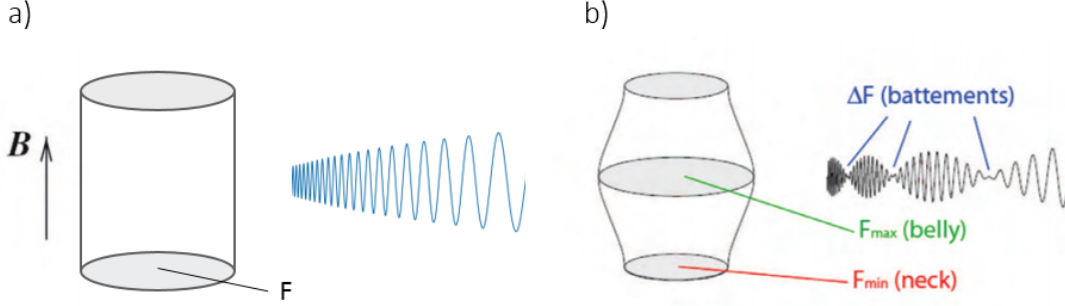 a)
B
F
b)
ΔF (battements)
Fmax (belly)
Fmin (neck)